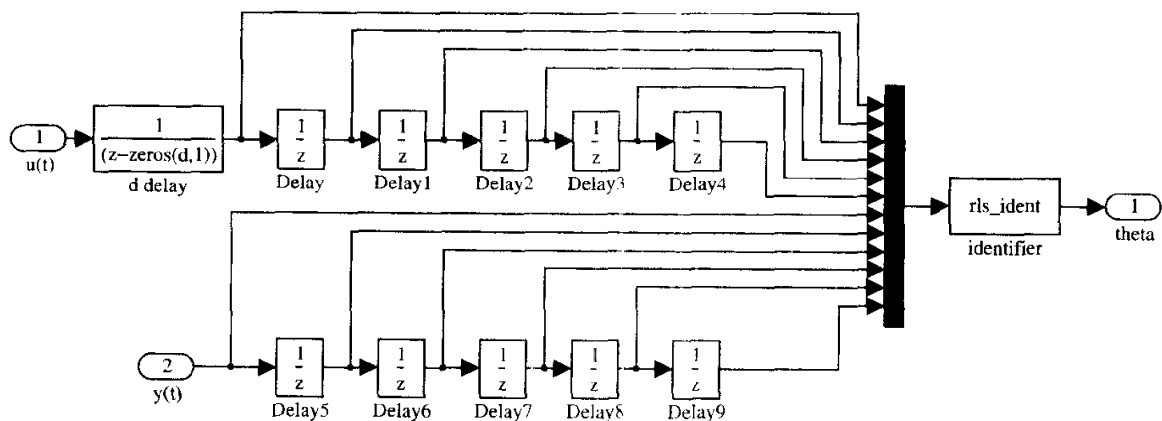 1
u(t)
1
(z-zeros(d,1))
d delay
1
z
Delay
1
z
Delay1
1
z
Delay2
1
z
Delay3
1
z
Delay4
rls_ident
identifier
1
theta
2
y(t)
1
z
Delay5
1
z
Delay6
1
z
Delay7
1
z
Delay8
1
z
Delay9